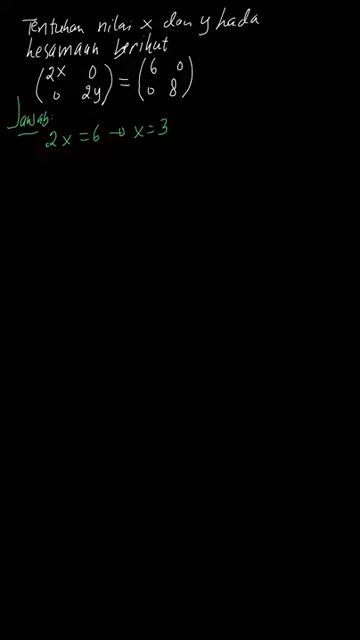 Tentukan nilai x dan y pada
kesamaan berikut
(2x 0) = (6 0)
(0 2y) (0 8)
Jawab:
2x = 6 → x = 3